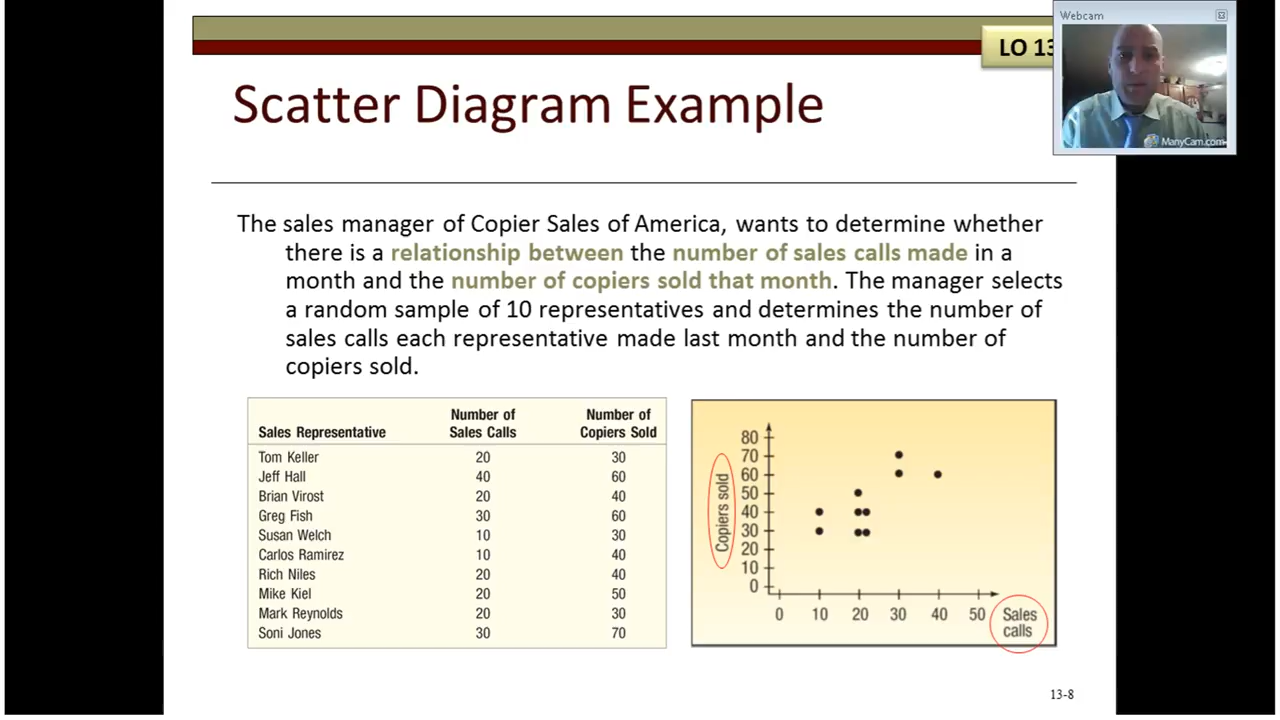 Webcam
LO 13
ManyCam.com
Scatter Diagram Example
The sales manager of Copier Sales of America, wants to determine whether
there is a relationship between the number of sales calls made in a
month and the number of copiers sold that month. The manager selects
a random sample of 10 representatives and determines the number of
sales calls each representative made last month and the number of
copiers sold.
Number of Number of
Sales Representative Sales Calls Copiers Sold
Tom Keller 20 30
Jeff Hall 40 60
Brian Virost 20 40
Greg Fish 30 60
Susan Welch 10 30
Carlos Ramirez 10 40
Rich Niles 20 40
Mike Kiel 20 50
Mark Reynolds 20 30
Soni Jones 30 70
Copiers sold
80
70
60
50
40
30
20
10
0
0 10 20 30 40 50 Sales
calls
13-8